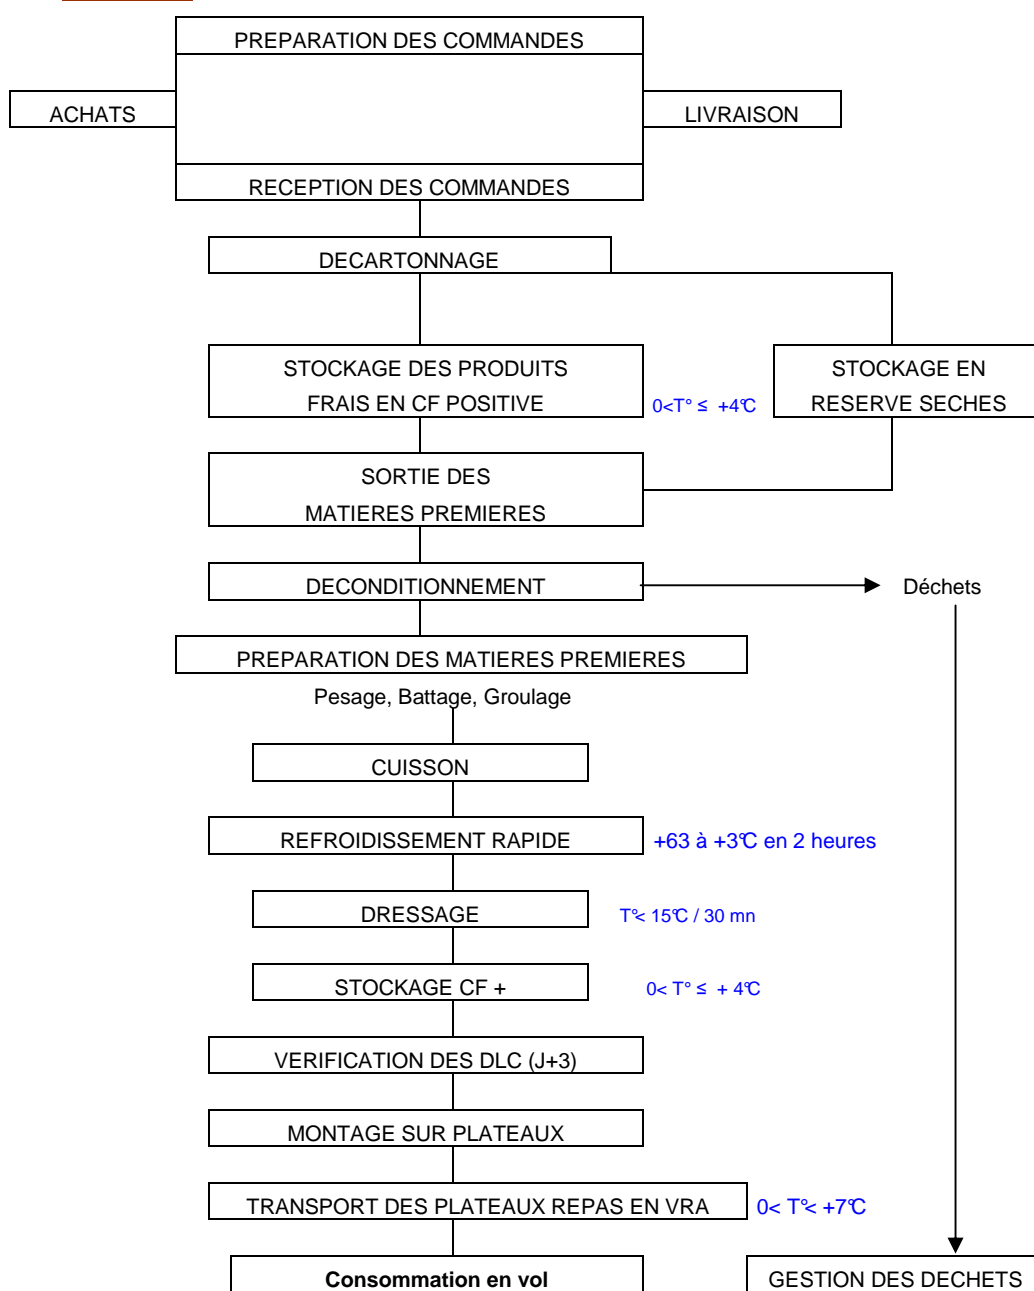 PREPARATION DES COMMANDES
ACHATS
LIVRAISON
RECEPTION DES COMMANDES
DECARTONNAGE
STOCKAGE DES PRODUITS
FRAIS EN CF POSITIVE
0<T° ≤ +4°C
STOCKAGE EN
RESERVE SECHES
SORTIE DES
MATIERES PREMIERES
DECONDITIONNEMENT
Déchets
PREPARATION DES MATIERES PREMIERES
Pesage, Battage, Groulage
CUISSON
REFROIDISSEMENT RAPIDE
+63 à +3°C en 2 heures
DRESSAGE
T°< 15°C / 30 mn
STOCKAGE CF +
0< T° ≤ + 4°C
VERIFICATION DES DLC (J+3)
MONTAGE SUR PLATEAUX
TRANSPORT DES PLATEAUX REPAS EN VRA
0< T°< +7°C
Consommation en vol
GESTION DES DECHETS